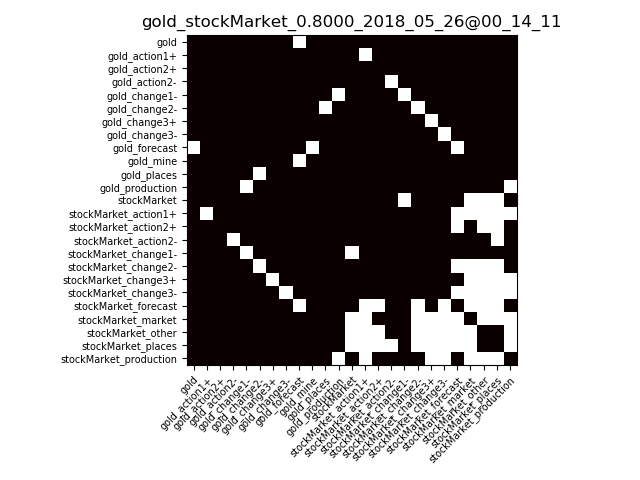 gold_stockMarket_0.8000_2018_05_26@00_14_11
gold
gold_action1+
gold_action2+
gold_action2-
gold_change1-
gold_change2-
gold_change3+
gold_change3-
gold_forecast
gold_mine
gold_places
gold_production
stockMarket
stockMarket_action1+
stockMarket_action2+
stockMarket_action2-
stockMarket_change1-
stockMarket_change2-
stockMarket_change3+
stockMarket_change3-
stockMarket_forecast
stockMarket_market
stockMarket_other
stockMarket_places
stockMarket_production
gold
gold_action1+
gold_action2+
gold_action2-
gold_change1-
gold_change2-
gold_change3+
gold_change3-
gold_forecast
gold_mine
gold_places
gold_production
stockMarket
stockMarket_action1+
stockMarket_action2+
stockMarket_action2-
stockMarket_change1-
stockMarket_change2-
stockMarket_change3+
stockMarket_change3-
stockMarket_forecast
stockMarket_market
stockMarket_other
stockMarket_places
stockMarket_production